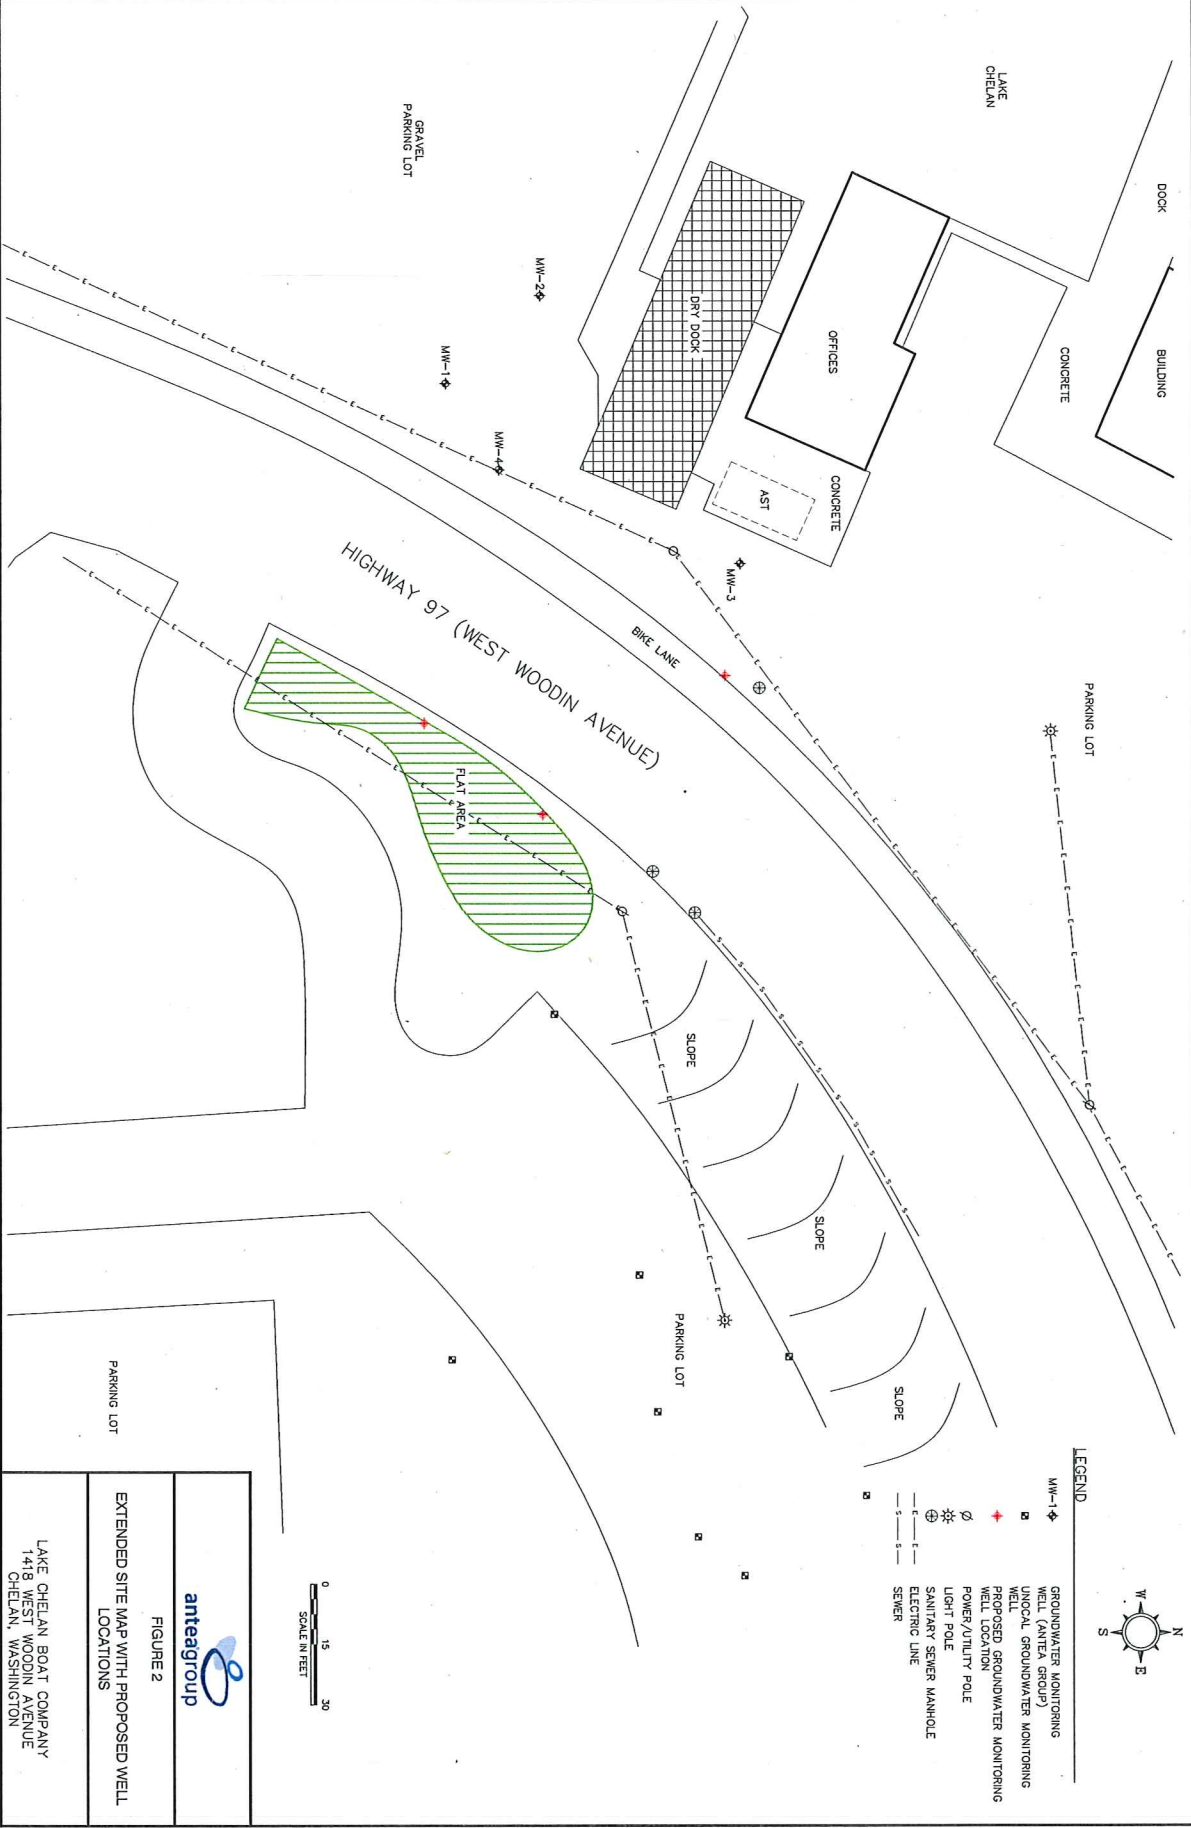 LAKE
CHELAN
DOCK
BUILDING
CONCRETE
OFFICES
CONCRETE
AST
DRY DOCK
GRAVEL
PARKING LOT
MW-2
MW-1
MW-4
MW-3
PARKING LOT
BIKE LANE
HIGHWAY 97 (WEST WOODIN AVENUE)
FLAT AREA
SLOPE
SLOPE
SLOPE
PARKING LOT
PARKING LOT
N
W
E
S
LEGEND
MW-1
GROUNDWATER MONITORING
WELL (ANTEA GROUP)
UNOCAL GROUNDWATER MONITORING
WELL
PROPOSED GROUNDWATER MONITORING
WELL LOCATION
POWER/UTILITY POLE
LIGHT POLE
SANITARY SEWER MANHOLE
E E ELECTRIC LINE
S S SEWER
0 15 30
SCALE IN FEET
anteagroup
FIGURE 2
EXTENDED SITE MAP WITH PROPOSED WELL
LOCATIONS
LAKE CHELAN BOAT COMPANY
1418 WEST WOODIN AVENUE
CHELAN, WASHINGTON